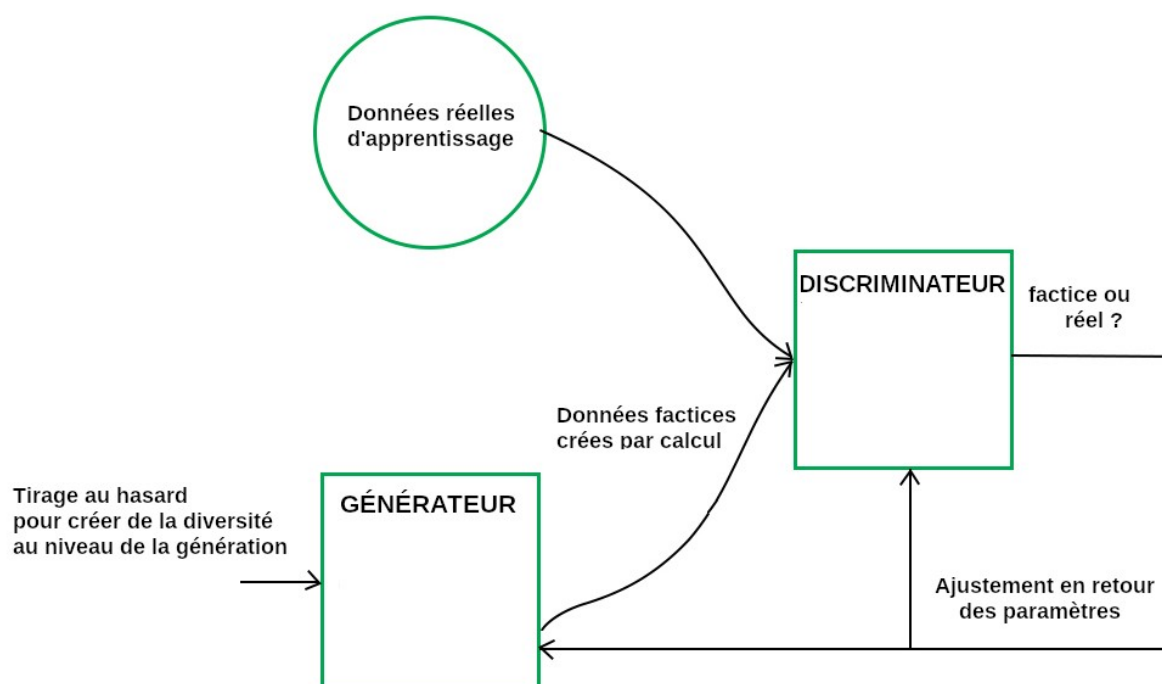 Données réelles
d'apprentissage
DISCRIMINATEUR
factice ou
réel ?
Données factices
crées par calcul
Tirage au hasard
pour créer de la diversité
au niveau de la génération
GÉNÉRATEUR
Ajustement en retour
des paramètres